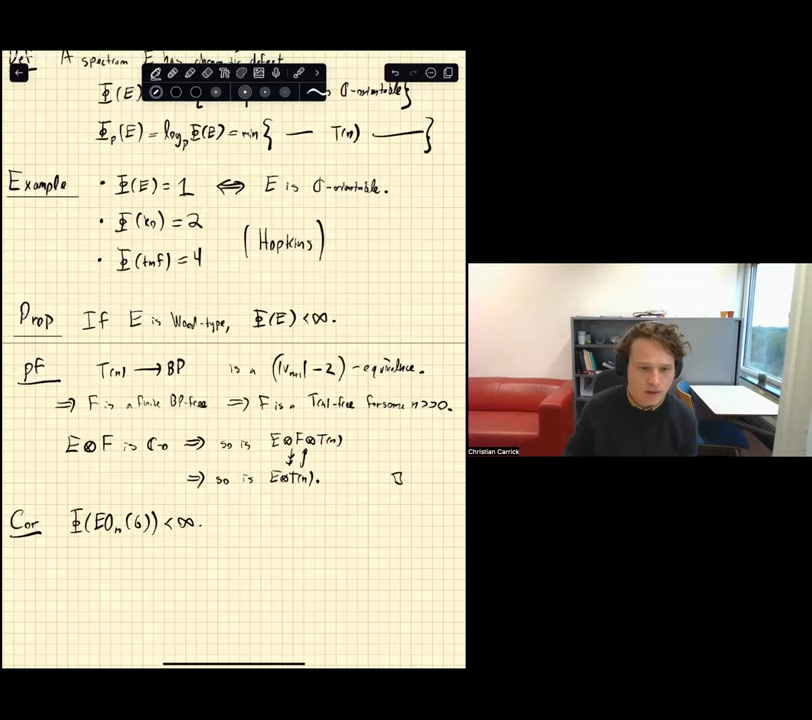 Def A spectrum E has chromatic defect
Φ(E) ℂ-orientable}
Φ_p(E) = log_p Φ(E) = min{ — T(n) — }
Example • Φ(E) = 1 ⟺ E is ℂ-orientable.
• Φ(ko) = 2
(Hopkins)
• Φ(tmf) = 4
Prop If E is Wood-type, Φ(E) < ∞.
pf T(n) → BP is a (|v_{n+1}| - 2) - equivalence.
⇒ F is a finite BP-free ⇒ F is a T(n)-free for some n >> 0.
E⊗F is ℂ-o ⇒ so is E⊗F⊗T(n)
⇒ so is E⊗T(n). □
Cor Φ(EO_n(G)) < ∞.
Christian Carrick